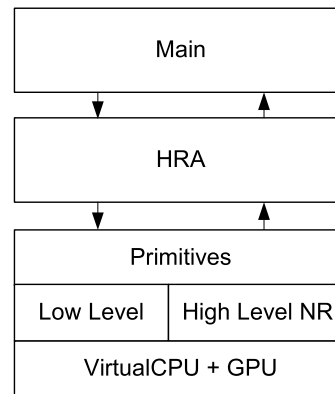 Main
HRA
Primitives
Low Level
High Level NR
VirtualCPU + GPU